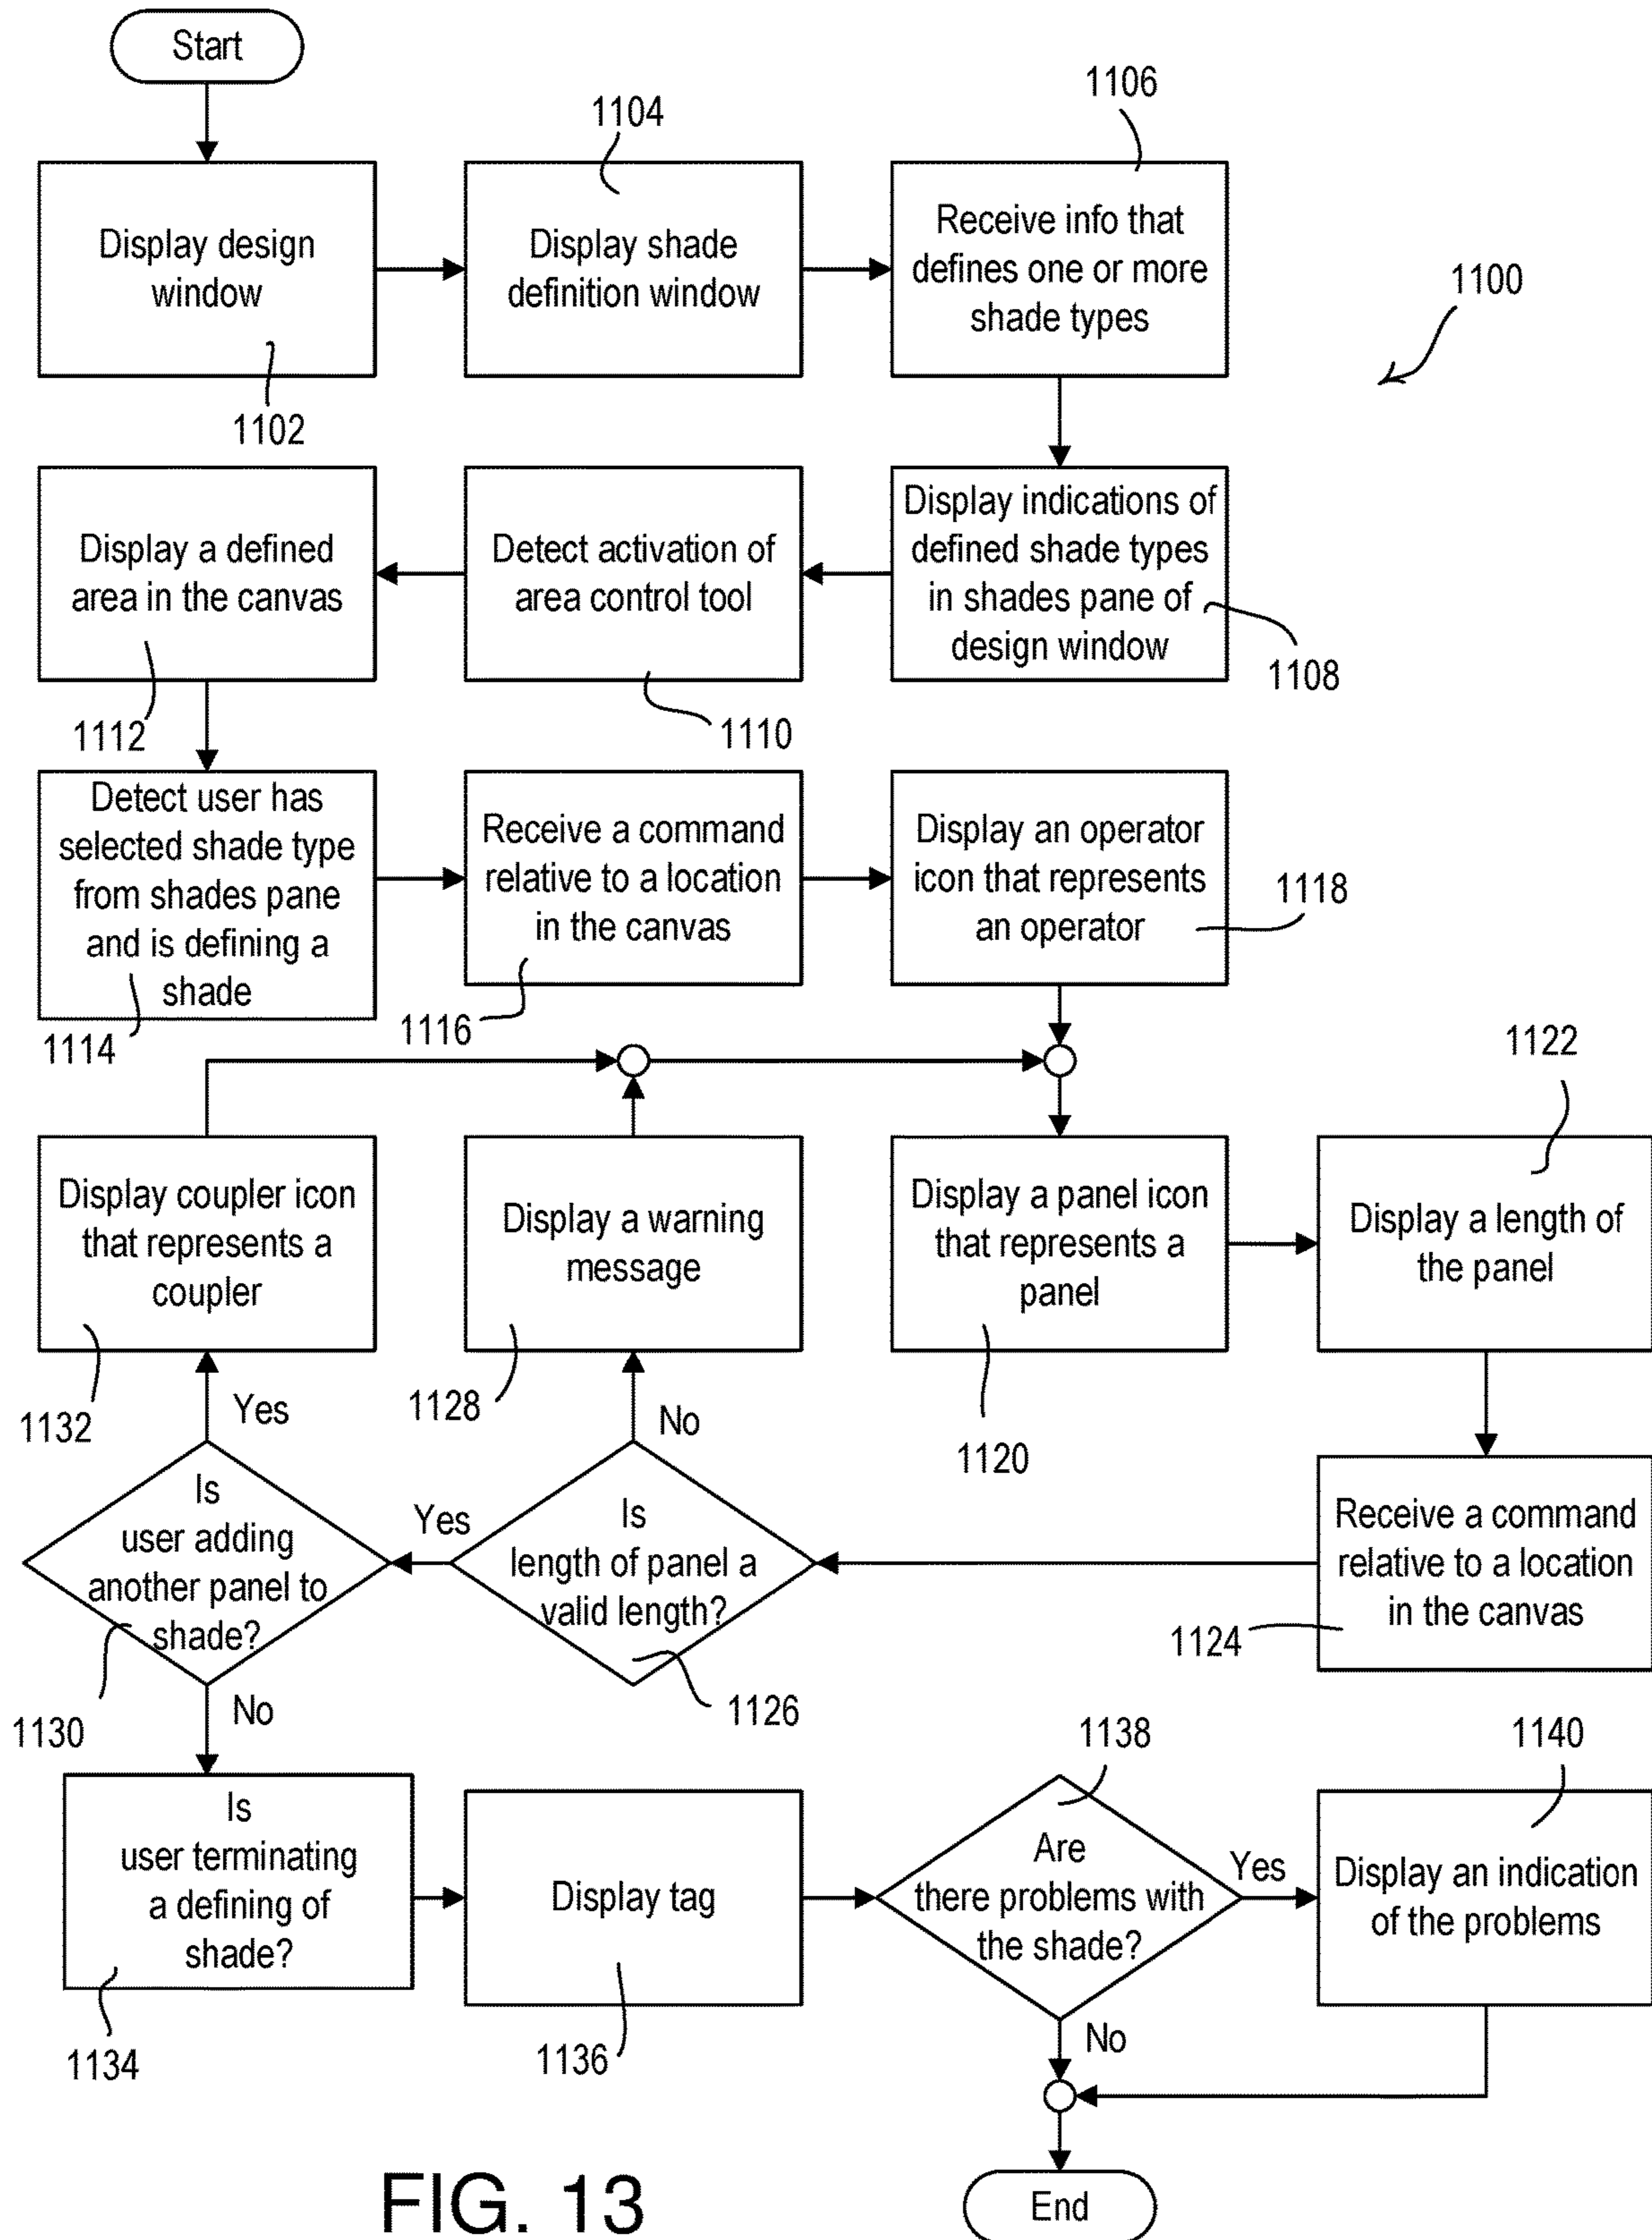 Start
1104
1106
Display design
window
1102
Display shade
definition window
Receive info that
defines one or more
shade types
1100
Display a defined
area in the canvas
1112
Detect activation of
area control tool
1110
Display indications of
defined shade types
in shades pane of
design window
1108
Detect user has
selected shade type
from shades pane
and is defining a
shade
1114
Receive a command
relative to a location
in the canvas
1116
Display an operator
icon that represents
an operator
1118
1122
Display coupler icon
that represents a
coupler
1132
Display a warning
message
1128
Display a panel icon
that represents a
panel
1120
Display a length of
the panel
Yes
No
Is
user adding
another panel to
shade?
1130
Yes
Is
length of panel a
valid length?
1126
Receive a command
relative to a location
in the canvas
1124
No
1138
1140
Is
user terminating
a defining of
shade?
1134
Display tag
1136
Are
there problems with
the shade?
Yes
Display an indication
of the problems
No
End
FIG. 13